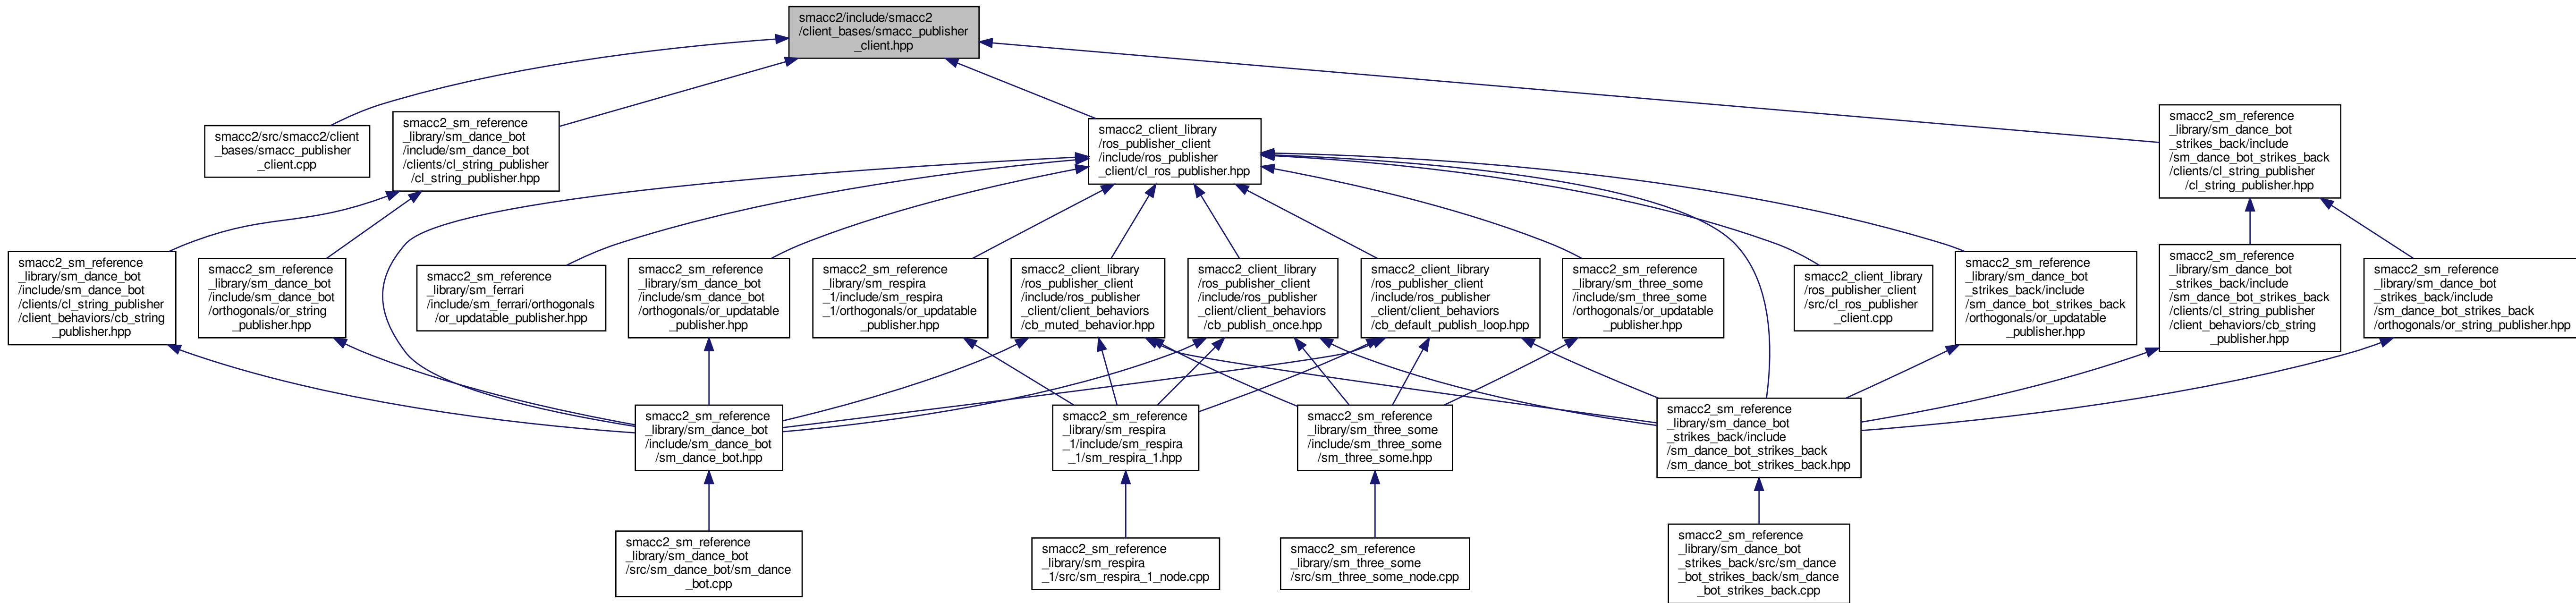 smacc2/include/smacc2
/client_bases/smacc_publisher
_client.hpp
smacc2/src/smacc2/client
_bases/smacc_publisher
_client.cpp
smacc2_sm_reference
_library/sm_dance_bot
/include/sm_dance_bot
/clients/cl_string_publisher
/cl_string_publisher.hpp
smacc2_client_library
/ros_publisher_client
/include/ros_publisher
_client/cl_ros_publisher.hpp
smacc2_sm_reference
_library/sm_dance_bot
_strikes_back/include
/sm_dance_bot_strikes_back
/clients/cl_string_publisher
/cl_string_publisher.hpp
smacc2_sm_reference
_library/sm_dance_bot
/include/sm_dance_bot
/clients/cl_string_publisher
/client_behaviors/cb_string
_publisher.hpp
smacc2_sm_reference
_library/sm_dance_bot
/include/sm_dance_bot
/orthogonals/or_string
_publisher.hpp
smacc2_sm_reference
_library/sm_ferrari
/include/sm_ferrari/orthogonals
/or_updatable_publisher.hpp
smacc2_sm_reference
_library/sm_dance_bot
/include/sm_dance_bot
/orthogonals/or_updatable
_publisher.hpp
smacc2_sm_reference
_library/sm_respira
_1/include/sm_respira
_1/orthogonals/or_updatable
_publisher.hpp
smacc2_client_library
/ros_publisher_client
/include/ros_publisher
_client/client_behaviors
/cb_muted_behavior.hpp
smacc2_client_library
/ros_publisher_client
/include/ros_publisher
_client/client_behaviors
/cb_publish_once.hpp
smacc2_client_library
/ros_publisher_client
/include/ros_publisher
_client/client_behaviors
/cb_default_publish_loop.hpp
smacc2_sm_reference
_library/sm_three_some
/include/sm_three_some
/orthogonals/or_updatable
_publisher.hpp
smacc2_client_library
/ros_publisher_client
/src/cl_ros_publisher
_client.cpp
smacc2_sm_reference
_library/sm_dance_bot
_strikes_back/include
/sm_dance_bot_strikes_back
/orthogonals/or_updatable
_publisher.hpp
smacc2_sm_reference
_library/sm_dance_bot
_strikes_back/include
/sm_dance_bot_strikes_back
/clients/cl_string_publisher
/client_behaviors/cb_string
_publisher.hpp
smacc2_sm_reference
_library/sm_dance_bot
_strikes_back/include
/sm_dance_bot_strikes_back
/orthogonals/or_string_publisher.hpp
smacc2_sm_reference
_library/sm_dance_bot
/include/sm_dance_bot
/sm_dance_bot.hpp
smacc2_sm_reference
_library/sm_respira
_1/include/sm_respira
_1/sm_respira_1.hpp
smacc2_sm_reference
_library/sm_three_some
/include/sm_three_some
/sm_three_some.hpp
smacc2_sm_reference
_library/sm_dance_bot
_strikes_back/include
/sm_dance_bot_strikes_back
/sm_dance_bot_strikes_back.hpp
smacc2_sm_reference
_library/sm_dance_bot
/src/sm_dance_bot/sm_dance
_bot.cpp
smacc2_sm_reference
_library/sm_respira
_1/src/sm_respira_1_node.cpp
smacc2_sm_reference
_library/sm_three_some
/src/sm_three_some_node.cpp
smacc2_sm_reference
_library/sm_dance_bot
_strikes_back/src/sm_dance
_bot_strikes_back/sm_dance
_bot_strikes_back.cpp